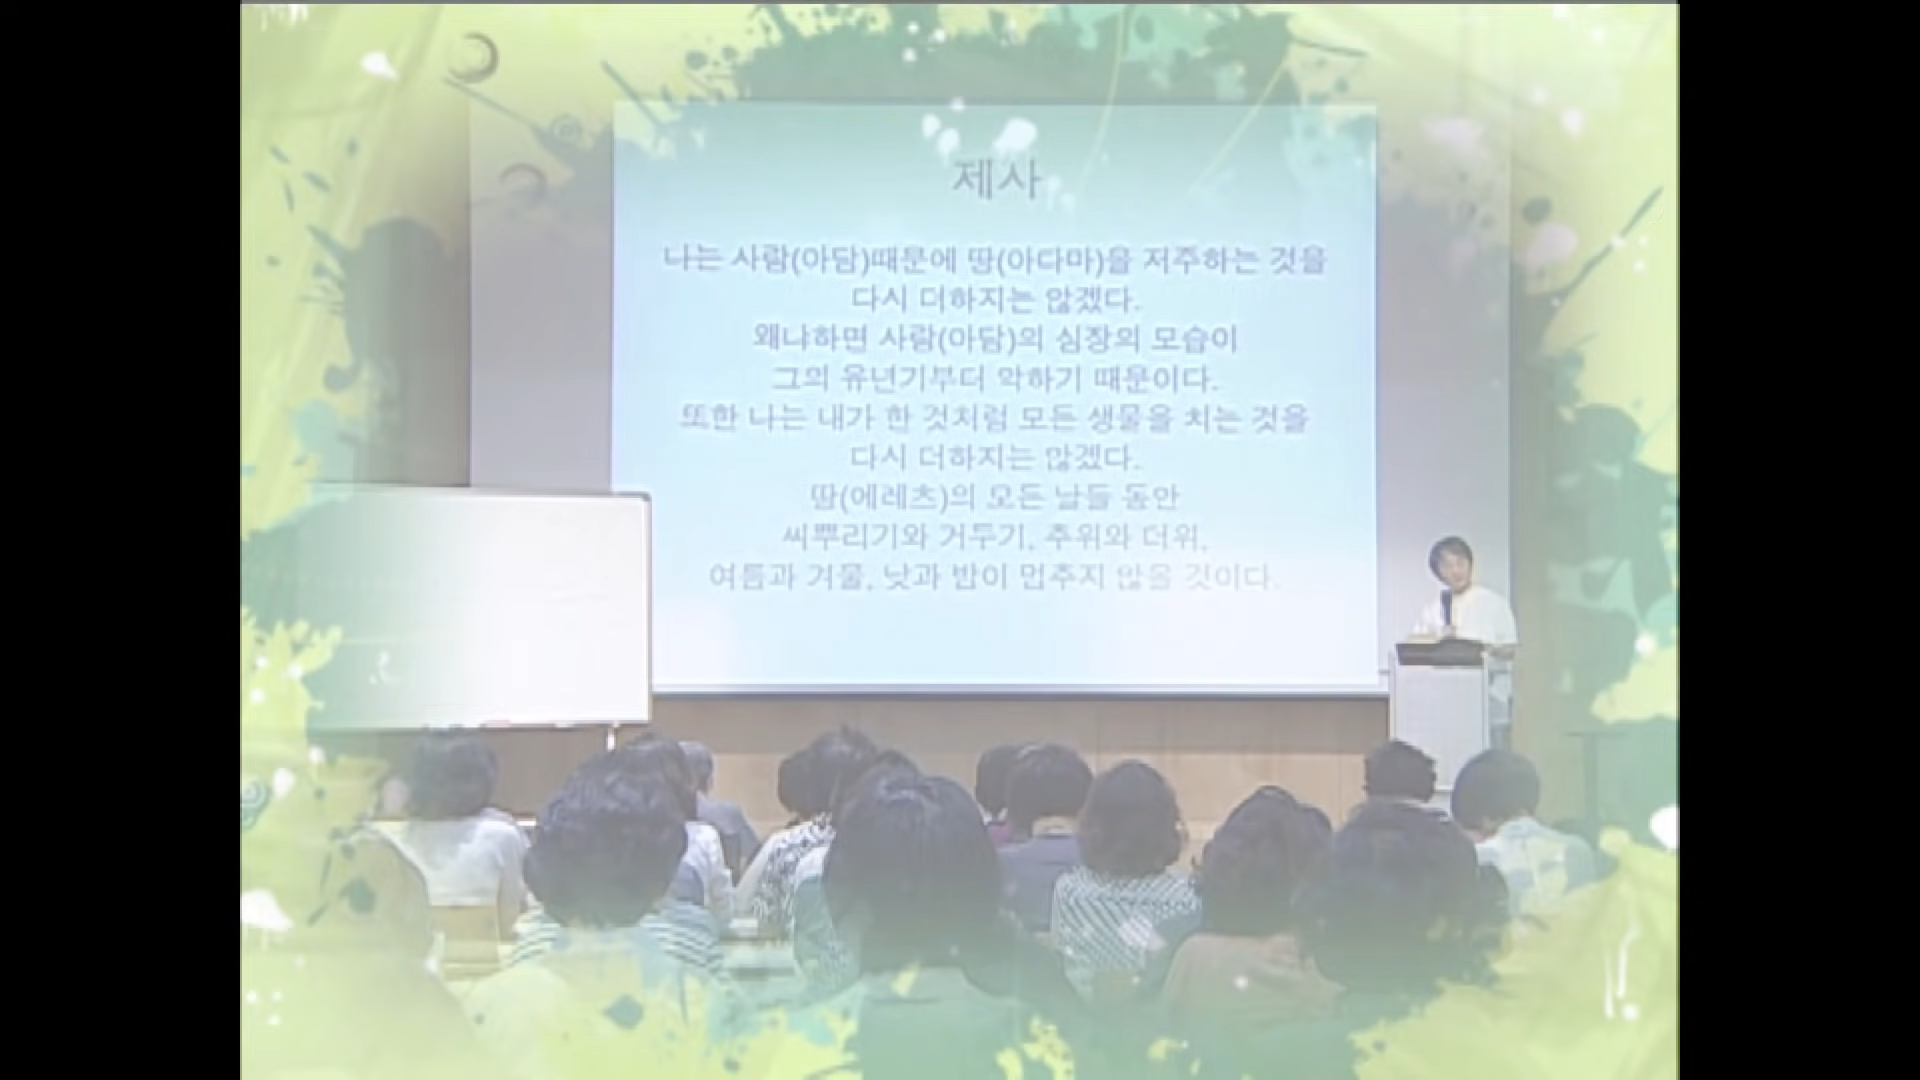 제사
나는 사람(아담)때문에 땅(아다마)을 저주하는 것을
다시 더하지는 않겠다.
왜냐하면 사람(아담)의 심장의 모습이
그의 유년기부터 악하기 때문이다.
또한 나는 내가 한 것처럼 모든 생물을 치는 것을
다시 더하지는 않겠다.
땅(에레츠)의 모든 날들 동안
씨뿌리기와 거두기, 추위와 더위,
여름과 겨울, 낮과 밤이 멈추지 않을 것이다.